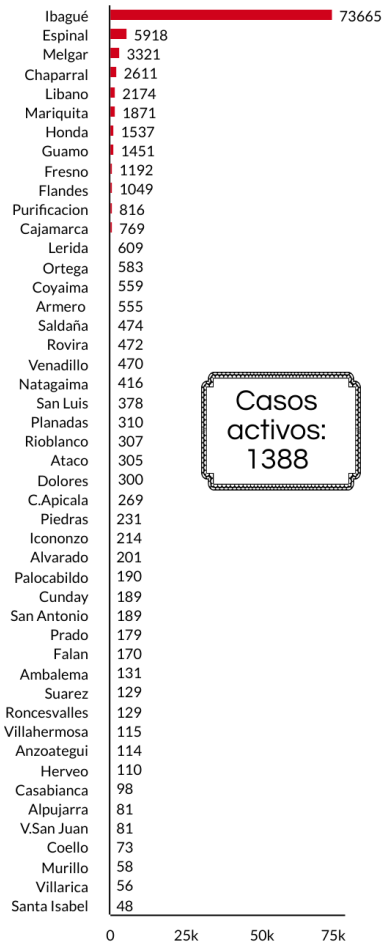 Ibagué 73665
Espinal 5918
Melgar 3321
Chaparral 2611
Libano 2174
Mariquita 1871
Honda 1537
Guamo 1451
Fresno 1192
Flandes 1049
Purificacion 816
Cajamarca 769
Lerida 609
Ortega 583
Coyaima 559
Armero 555
Saldaña 474
Rovira 472
Venadillo 470
Natagaima 416
San Luis 378
Casos
activos:
1388
Planadas 310
Rioblanco 307
Ataco 305
Dolores 300
C.Apicala 269
Piedras 231
Icononzo 214
Alvarado 201
Palocabildo 190
Cunday 189
San Antonio 189
Prado 179
Falan 170
Ambalema 131
Suarez 129
Roncesvalles 129
Villahermosa 115
Anzoategui 114
Herveo 110
Casabianca 98
Alpujarra 81
V.San Juan 81
Coello 73
Murillo 58
Villarica 56
Santa Isabel 48
0 25k 50k 75k